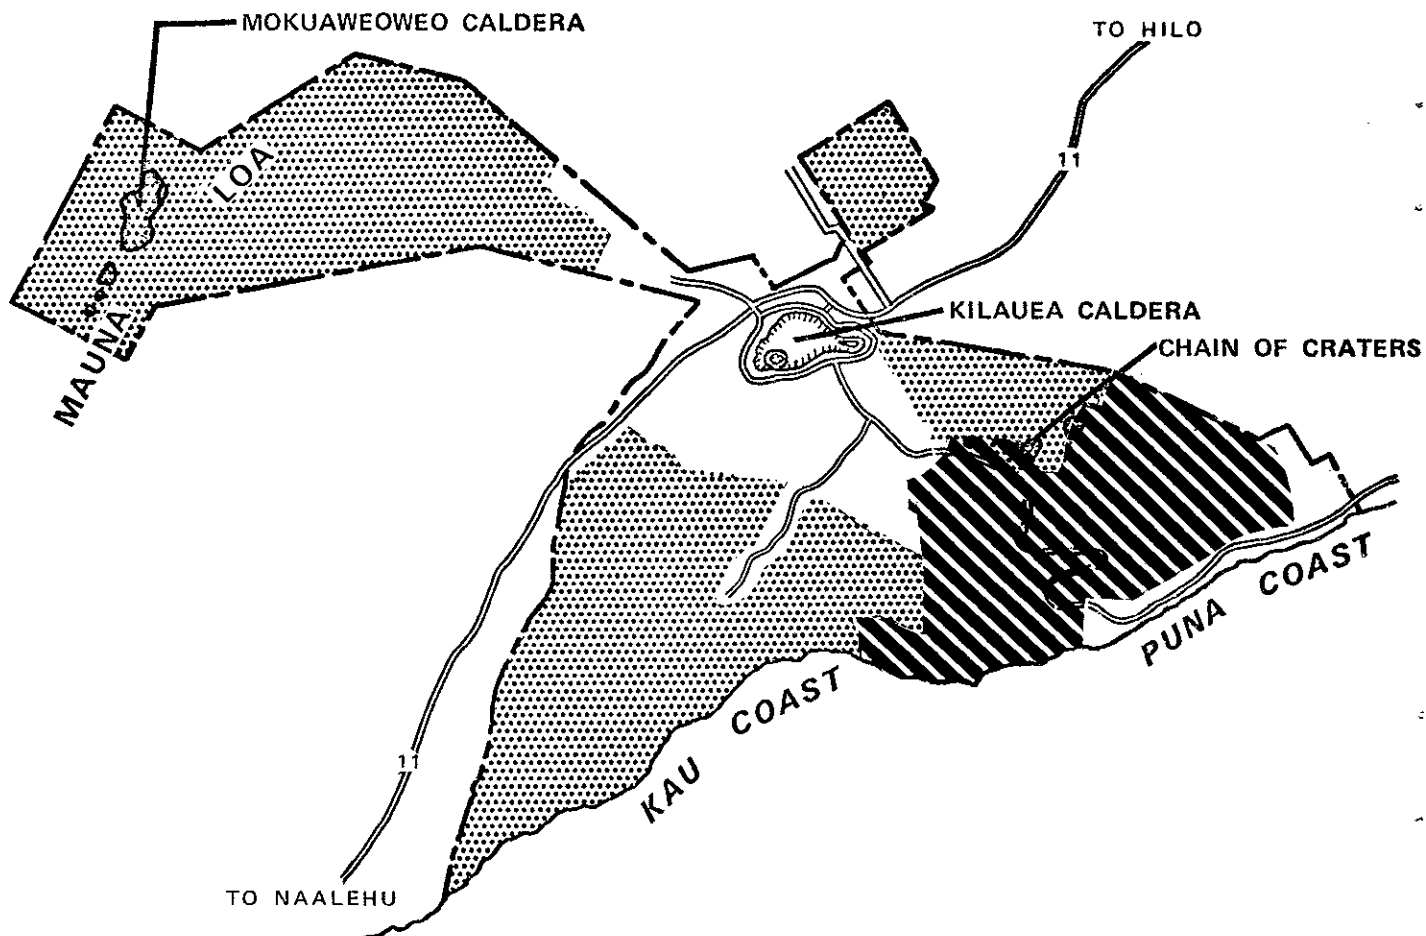 MOKUAWEOWEO CALDERA
TO HILO
11
LOA
MAUNA
KILAUEA CALDERA
CHAIN OF CRATERS
PUNA COAST
KAU COAST
11
TO NAALEHU